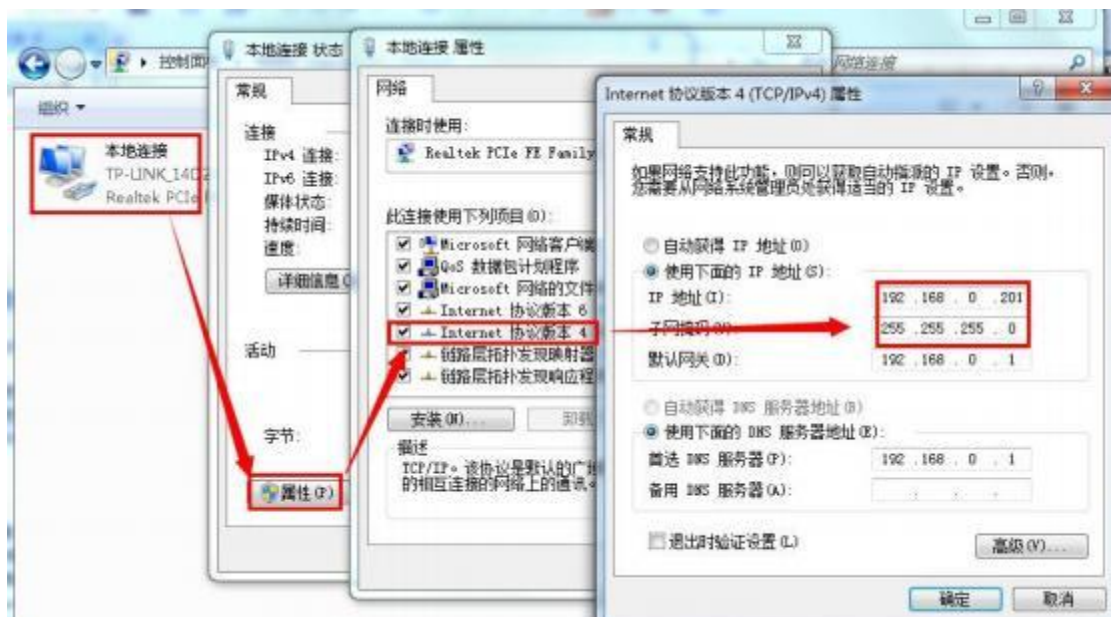 控制面
网络连接
组织
本地连接
TP-LINK_14D2
Realtek PCIe
本地连接 状态
常规
连接
IPv4 连接:
IPv6 连接:
媒体状态:
持续时间:
速度:
详细信息
活动
字节:
属性(P)
本地连接 属性
网络
连接时使用:
Realtek PCIe FE Family
此连接使用下列项目(O):
Microsoft 网络客户端
QoS 数据包计划程序
Microsoft 网络的文件
Internet 协议版本 6
Internet 协议版本 4
链路层拓扑发现映射器
链路层拓扑发现响应程
安装(N)...
卸载
描述
TCP/IP。该协议是默认的广域
的相互连接的网络上的通讯。
Internet 协议版本 4 (TCP/IPv4) 属性
常规
如果网络支持此功能，则可以获取自动指派的 IP 设置。否则，
您需要从网络系统管理员处获得适当的 IP 设置。
自动获得 IP 地址(O)
使用下面的 IP 地址(S):
IP 地址(I): 192 .168 . 0 .201
子网掩码(U): 255 .255 .255 . 0
默认网关(D): 192 .168 . 0 . 1
自动获得 DNS 服务器地址(B)
使用下面的 DNS 服务器地址(E):
首选 DNS 服务器(P): 192 .168 . 0 . 1
备用 DNS 服务器(A):
退出时验证设置(L)
高级(V)...
确定
取消